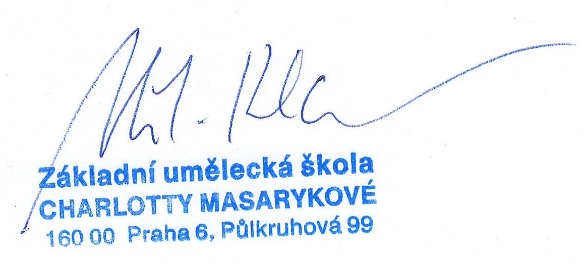 Základní umělecká škola
CHARLOTTY MASARYKOVÉ
160 00 Praha 6, Půlkruhová 99